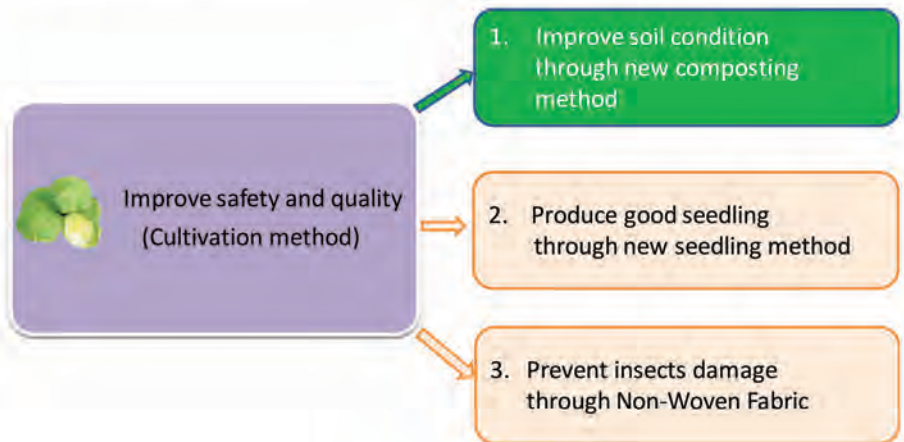 Improve safety and quality
(Cultivation method)
1. Improve soil condition
through new composting
method
2. Produce good seedling
through new seedling method
3. Prevent insects damage
through Non-Woven Fabric